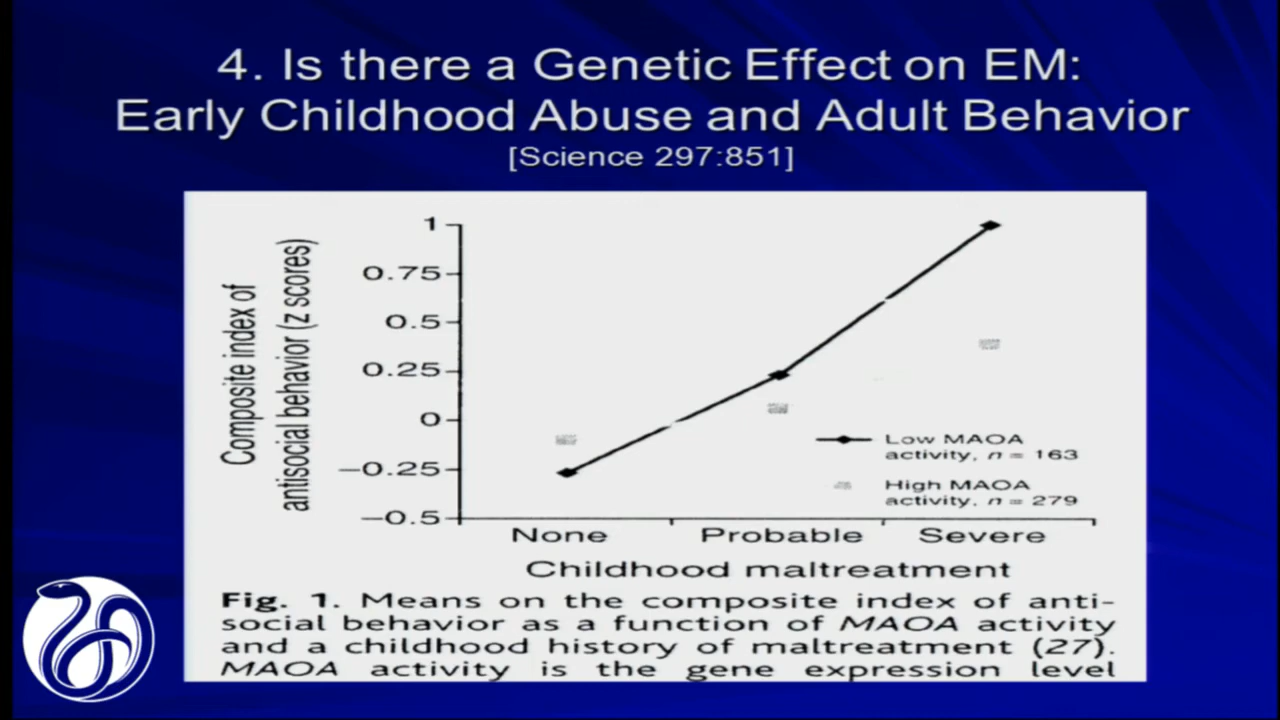 4. Is there a Genetic Effect on EM:
Early Childhood Abuse and Adult Behavior
[Science 297:851]
Composite index of
antisocial behavior (z scores)
1
0.75
0.5
0.25
0
−0.25
−0.5
Low MAOA
activity, n = 163
High MAOA
activity, n = 279
None Probable Severe
Childhood maltreatment
Fig. 1. Means on the composite index of anti-
social behavior as a function of MAOA activity
and a childhood history of maltreatment (27).
MAOA activity is the gene expression level